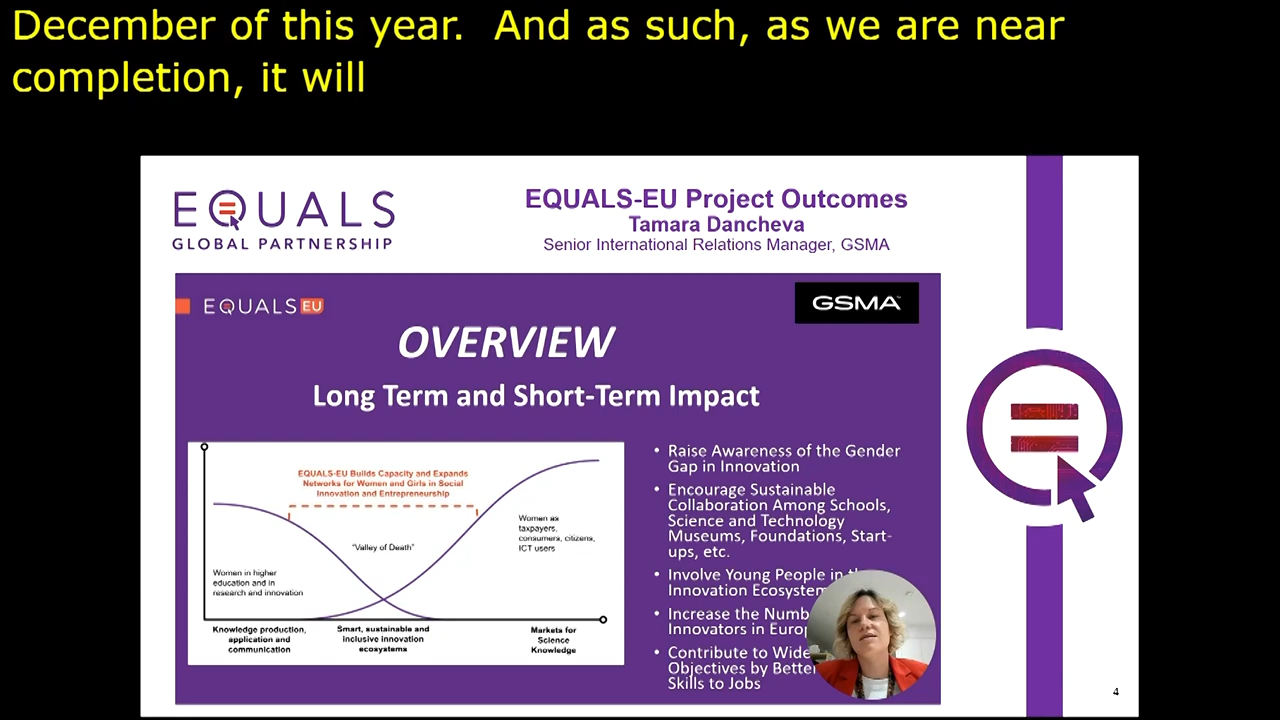 December of this year.  And as such, as we are near
completion, it will
EQUALS
GLOBAL PARTNERSHIP
EQUALS-EU Project Outcomes
Tamara Dancheva
Senior International Relations Manager, GSMA
EQUALS EU
GSMA
OVERVIEW
Long Term and Short-Term Impact
EQUALS-EU Builds Capacity and Expands
Networks for Women and Girls in Social
Innovation and Entrepreneurship
"Valley of Death"
Women as
taxpayers,
consumers, citizens,
ICT users
Women in higher
education and in
research and innovation
Knowledge production,
application and
communication
Smart, sustainable and
inclusive innovation
ecosystems
Markets for
Science
Knowledge
• Raise Awareness of the Gender
Gap in Innovation
• Encourage Sustainable
Collaboration Among Schools,
Science and Technology
Museums, Foundations, Start-
ups, etc.
• Involve Young People in
Innovation
• Increase the
Innovators in
• Contribute to
Objectives by
Skills to Jobs
4